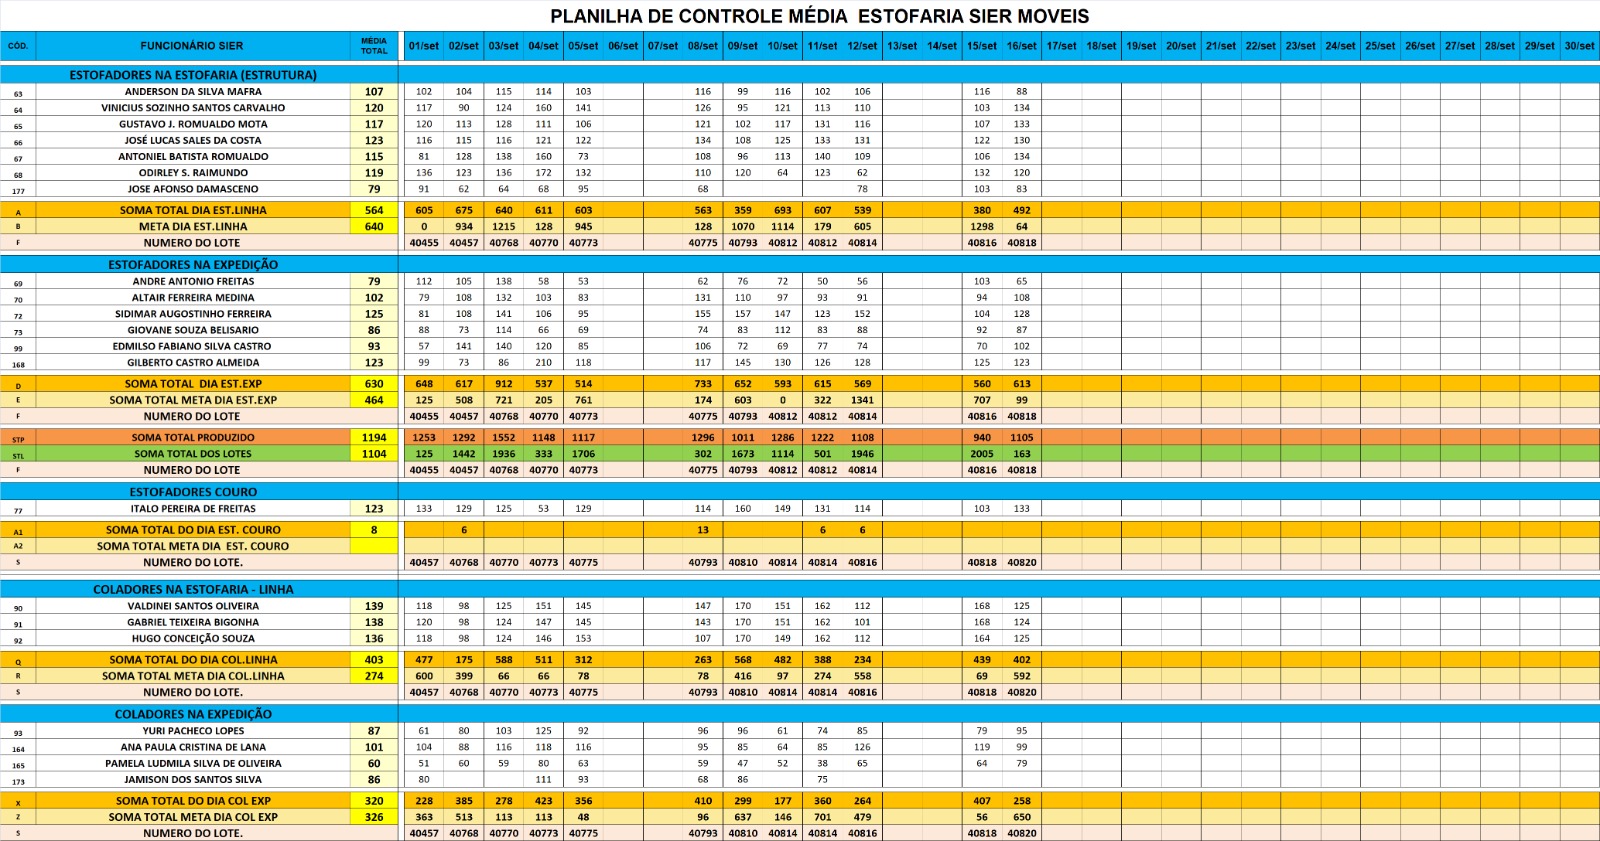 PLANILHA DE CONTROLE MÉDIA  ESTOFARIA SIER MOVEIS
CÓD. FUNCIONÁRIO SIER MÉDIA TOTAL 01/set 02/set 03/set 04/set 05/set 06/set 07/set 08/set 09/set 10/set 11/set 12/set 13/set 14/set 15/set 16/set 17/set 18/set 19/set 20/set 21/set 22/set 23/set 24/set 25/set 26/set 27/set 28/set 29/set 30/set
ESTOFADORES NA ESTOFARIA (ESTRUTURA)
63 ANDERSON DA SILVA MAFRA 107 102 104 115 114 103 116 99 116 102 106 116 88
64 VINICIUS SOZINHO SANTOS CARVALHO 120 117 90 124 160 141 126 95 121 113 110 103 134
65 GUSTAVO J. ROMUALDO MOTA 117 120 113 128 111 106 121 102 117 131 116 107 133
66 JOSÉ LUCAS SALES DA COSTA 123 116 115 116 121 122 134 108 125 133 131 122 130
67 ANTONIEL BATISTA ROMUALDO 115 81 128 138 160 73 108 96 113 140 109 106 134
68 ODIRLEY S. RAIMUNDO 119 136 123 136 172 132 110 120 64 123 62 132 120
177 JOSE AFONSO DAMASCENO 79 91 62 64 68 95 68 78 103 83
A SOMA TOTAL DIA EST.LINHA 564 605 675 640 611 603 563 359 693 607 539 380 492
B META DIA EST.LINHA 640 0 934 1215 128 945 128 1070 1114 179 605 1298 64
F NUMERO DO LOTE 40455 40457 40768 40770 40773 40775 40793 40812 40812 40814 40816 40818
ESTOFADORES NA EXPEDIÇÃO
69 ANDRE ANTONIO FREITAS 79 112 105 138 58 53 62 76 72 50 56 103 65
70 ALTAIR FERREIRA MEDINA 102 79 108 132 103 83 131 110 97 93 91 94 108
72 SIDIMAR AUGOSTINHO FERREIRA 125 81 108 141 106 95 155 157 147 123 152 104 128
73 GIOVANE SOUZA BELISARIO 86 88 73 114 66 69 74 83 112 83 88 92 87
99 EDMILSO FABIANO SILVA CASTRO 93 57 141 140 120 85 106 72 69 77 74 70 102
168 GILBERTO CASTRO ALMEIDA 123 99 73 86 210 118 117 145 130 126 128 125 123
D SOMA TOTAL  DIA EST.EXP 630 648 617 912 537 514 733 652 593 615 569 560 613
E SOMA TOTAL META DIA EST.EXP 464 125 508 721 205 761 174 603 0 322 1341 707 99
F NUMERO DO LOTE 40455 40457 40768 40770 40773 40775 40793 40812 40812 40814 40816 40818
STP SOMA TOTAL PRODUZIDO 1194 1253 1292 1552 1148 1117 1296 1011 1286 1222 1108 940 1105
STL SOMA TOTAL DOS LOTES 1104 125 1442 1936 333 1706 302 1673 1114 501 1946 2005 163
F NUMERO DO LOTE 40455 40457 40768 40770 40773 40775 40793 40812 40812 40814 40816 40818
ESTOFADORES COURO
77 ITALO PEREIRA DE FREITAS 123 133 129 125 53 129 114 160 149 131 114 103 133
A1 SOMA TOTAL DO DIA EST. COURO 8 6 13 6 6
A2 SOMA TOTAL META DIA  EST. COURO
S NUMERO DO LOTE. 40457 40768 40770 40773 40775 40793 40810 40814 40814 40816 40818 40820
COLADORES NA ESTOFARIA - LINHA
90 VALDINEI SANTOS OLIVEIRA 139 118 98 125 151 145 147 170 151 162 112 168 125
91 GABRIEL TEIXEIRA BIGONHA 138 120 98 124 147 145 143 170 151 162 101 168 124
92 HUGO CONCEIÇÃO SOUZA 136 118 98 124 146 153 107 170 149 162 112 164 125
Q SOMA TOTAL DO DIA COL.LINHA 403 477 175 588 511 312 263 568 482 388 234 439 402
R SOMA TOTAL META DIA COL.LINHA 274 600 399 66 66 78 78 416 97 274 558 69 592
S NUMERO DO LOTE. 40457 40768 40770 40773 40775 40793 40810 40814 40814 40816 40818 40820
COLADORES NA EXPEDIÇÃO
93 YURI PACHECO LOPES 87 61 80 103 125 92 96 96 61 74 85 79 95
164 ANA PAULA CRISTINA DE LANA 101 104 88 116 118 116 95 85 64 85 126 119 99
165 PAMELA LUDMILA SILVA DE OLIVEIRA 60 51 60 59 80 63 59 47 52 38 65 64 79
173 JAMISON DOS SANTOS SILVA 86 80 111 93 68 86 75
X SOMA TOTAL DO DIA COL EXP 320 228 385 278 423 356 410 299 177 360 264 407 258
Z SOMA TOTAL META DIA COL EXP 326 363 513 113 113 48 96 637 146 701 479 56 650
S NUMERO DO LOTE. 40457 40768 40770 40773 40775 40793 40810 40814 40814 40816 40818 40820